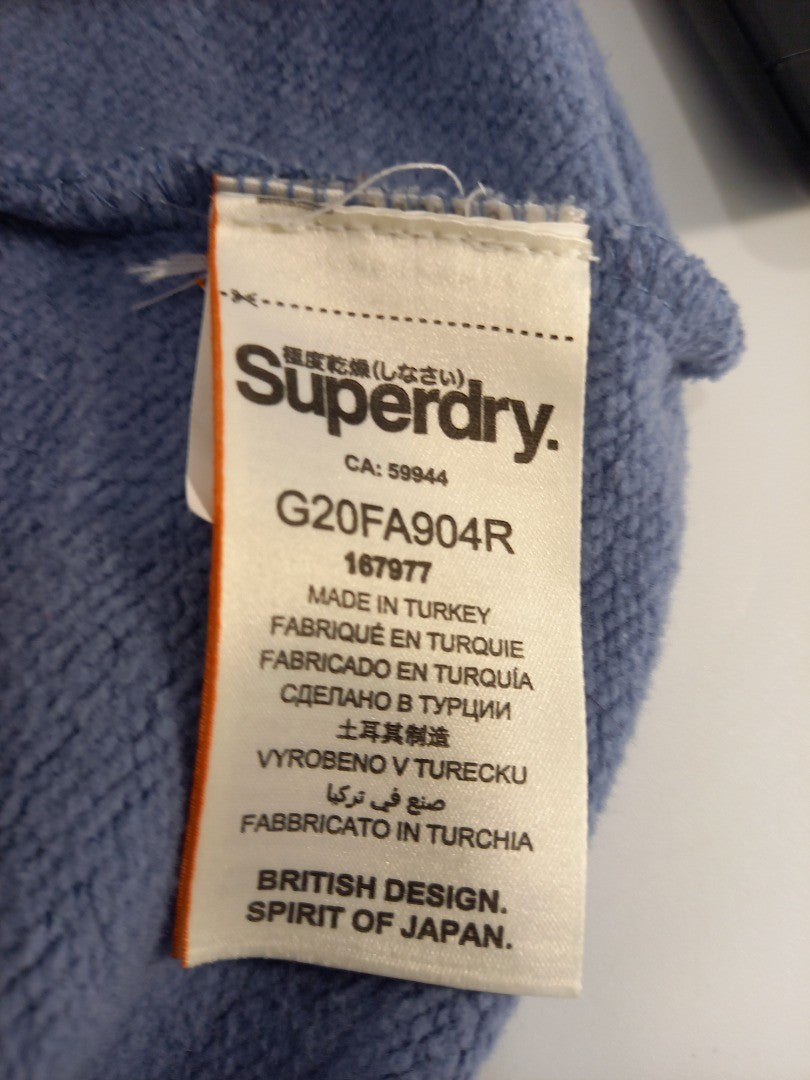 極度乾燥(しなさい)
Superdry.
CA: 59944
G20FA904R
167977
MADE IN TURKEY
FABRIQUÉ EN TURQUIE
FABRICADO EN TURQUÍA
СДЕЛАНО В ТУРЦИИ
土耳其制造
VYROBENO V TURECKU
صنع في تركيا
FABBRICATO IN TURCHIA
BRITISH DESIGN.
SPIRIT OF JAPAN.